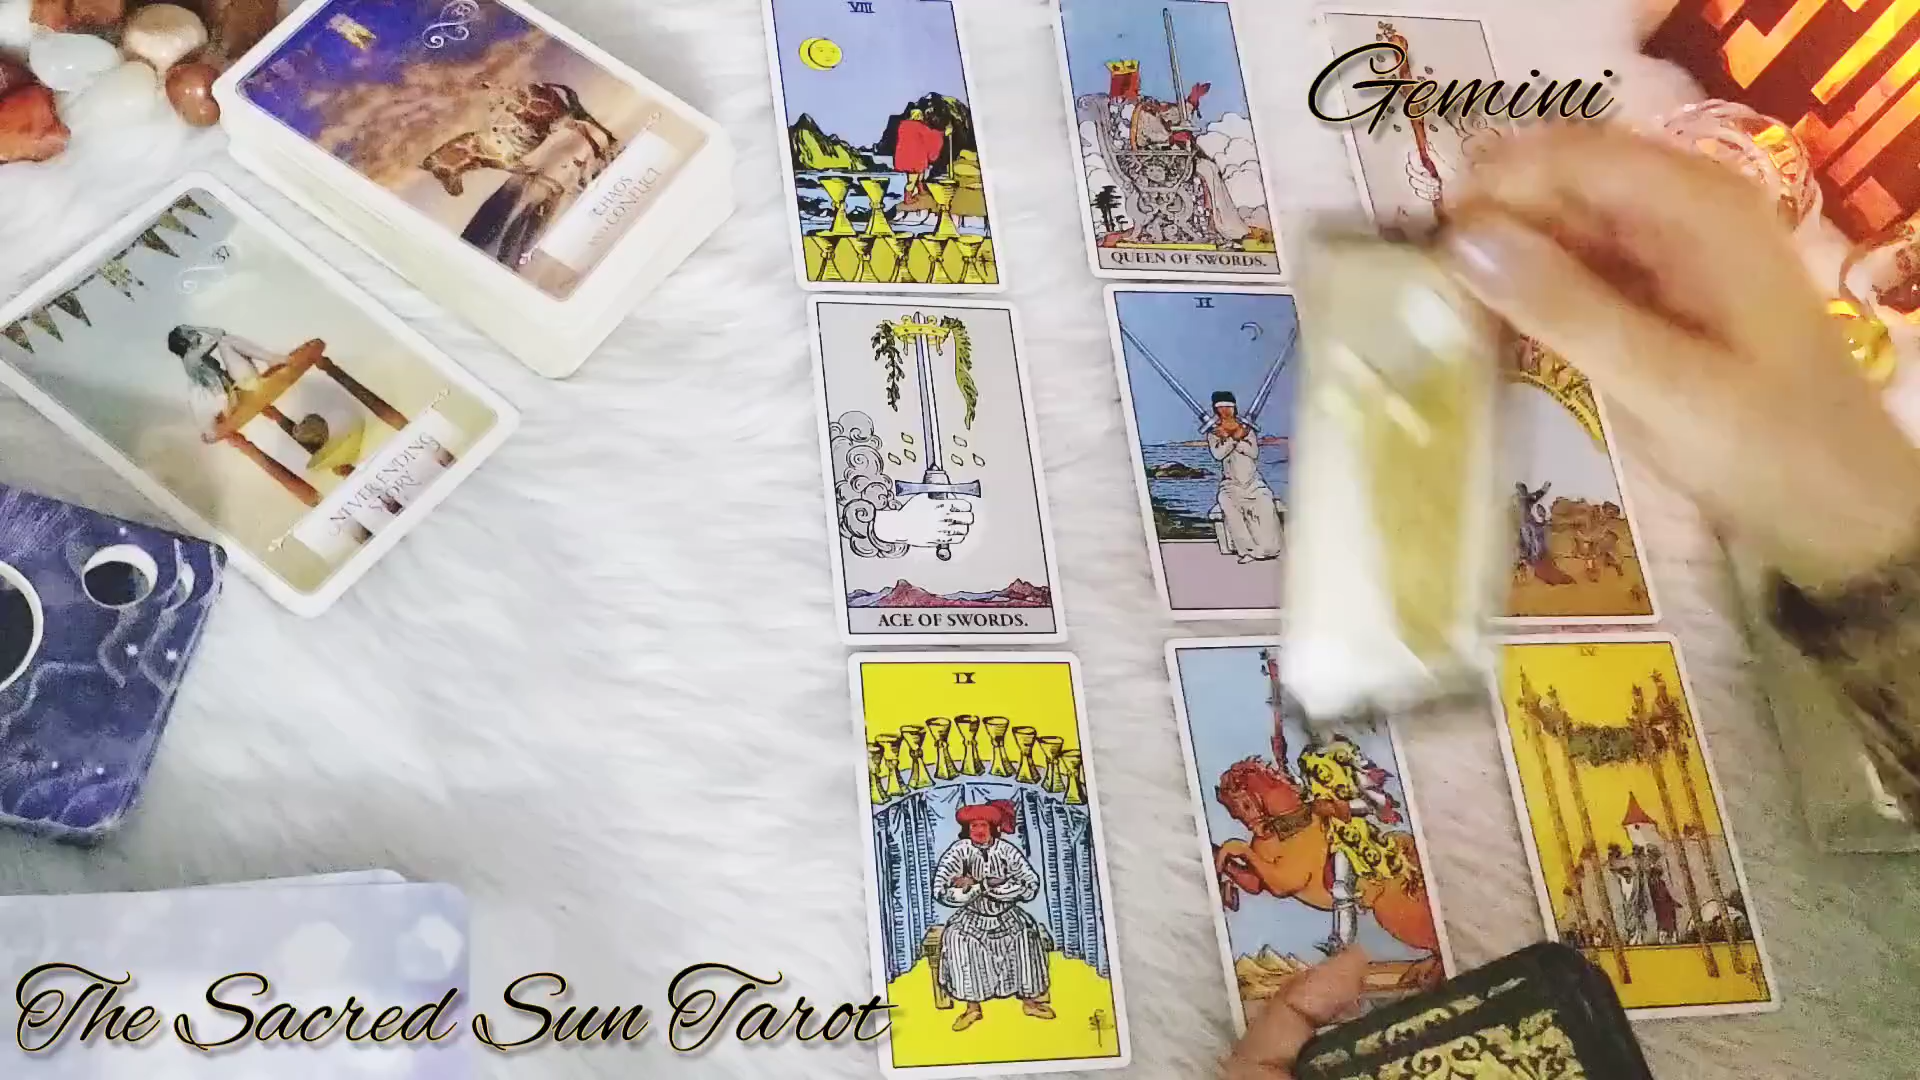 VIII
Gemini
CHAOS
AND CONFLICT
QUEEN OF SWORDS.
37
II
NEVER ENDING
STORY
ACE OF SWORDS.
IX
IV
The Sacred Sun Tarot